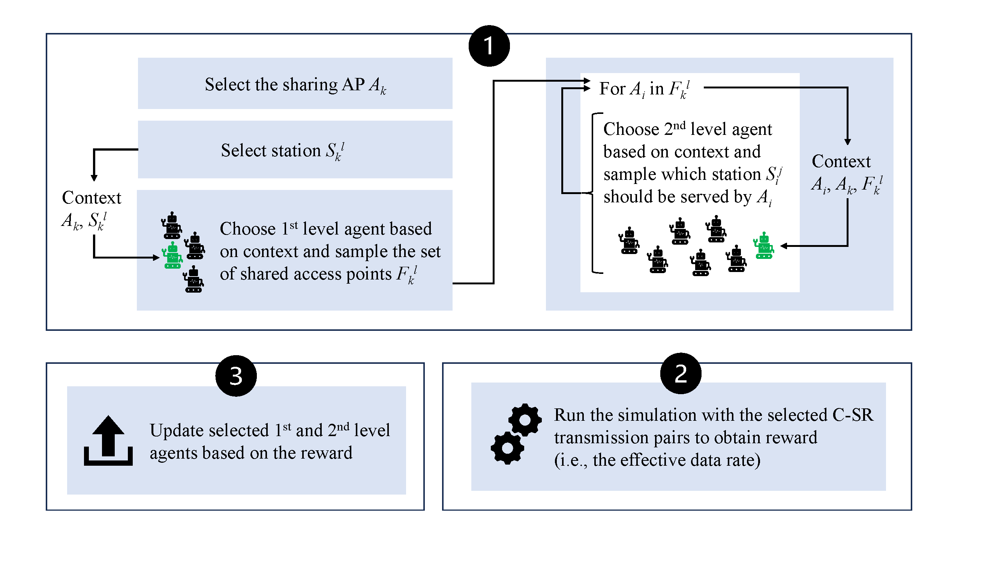 1
Select the sharing AP A_k
Select station S_k^l
Context
A_k, S_k^l
Choose 1st level agent based
on context and sample the set
of shared access points F_k^l
For A_i in F_k^l
Choose 2nd level agent
based on context and
sample which station S_i^j
should be served by A_i
Context
A_i, A_k, F_k^l
3
Update selected 1st and 2nd level
agents based on the reward
2
Run the simulation with the selected C-SR
transmission pairs to obtain reward
(i.e., the effective data rate)